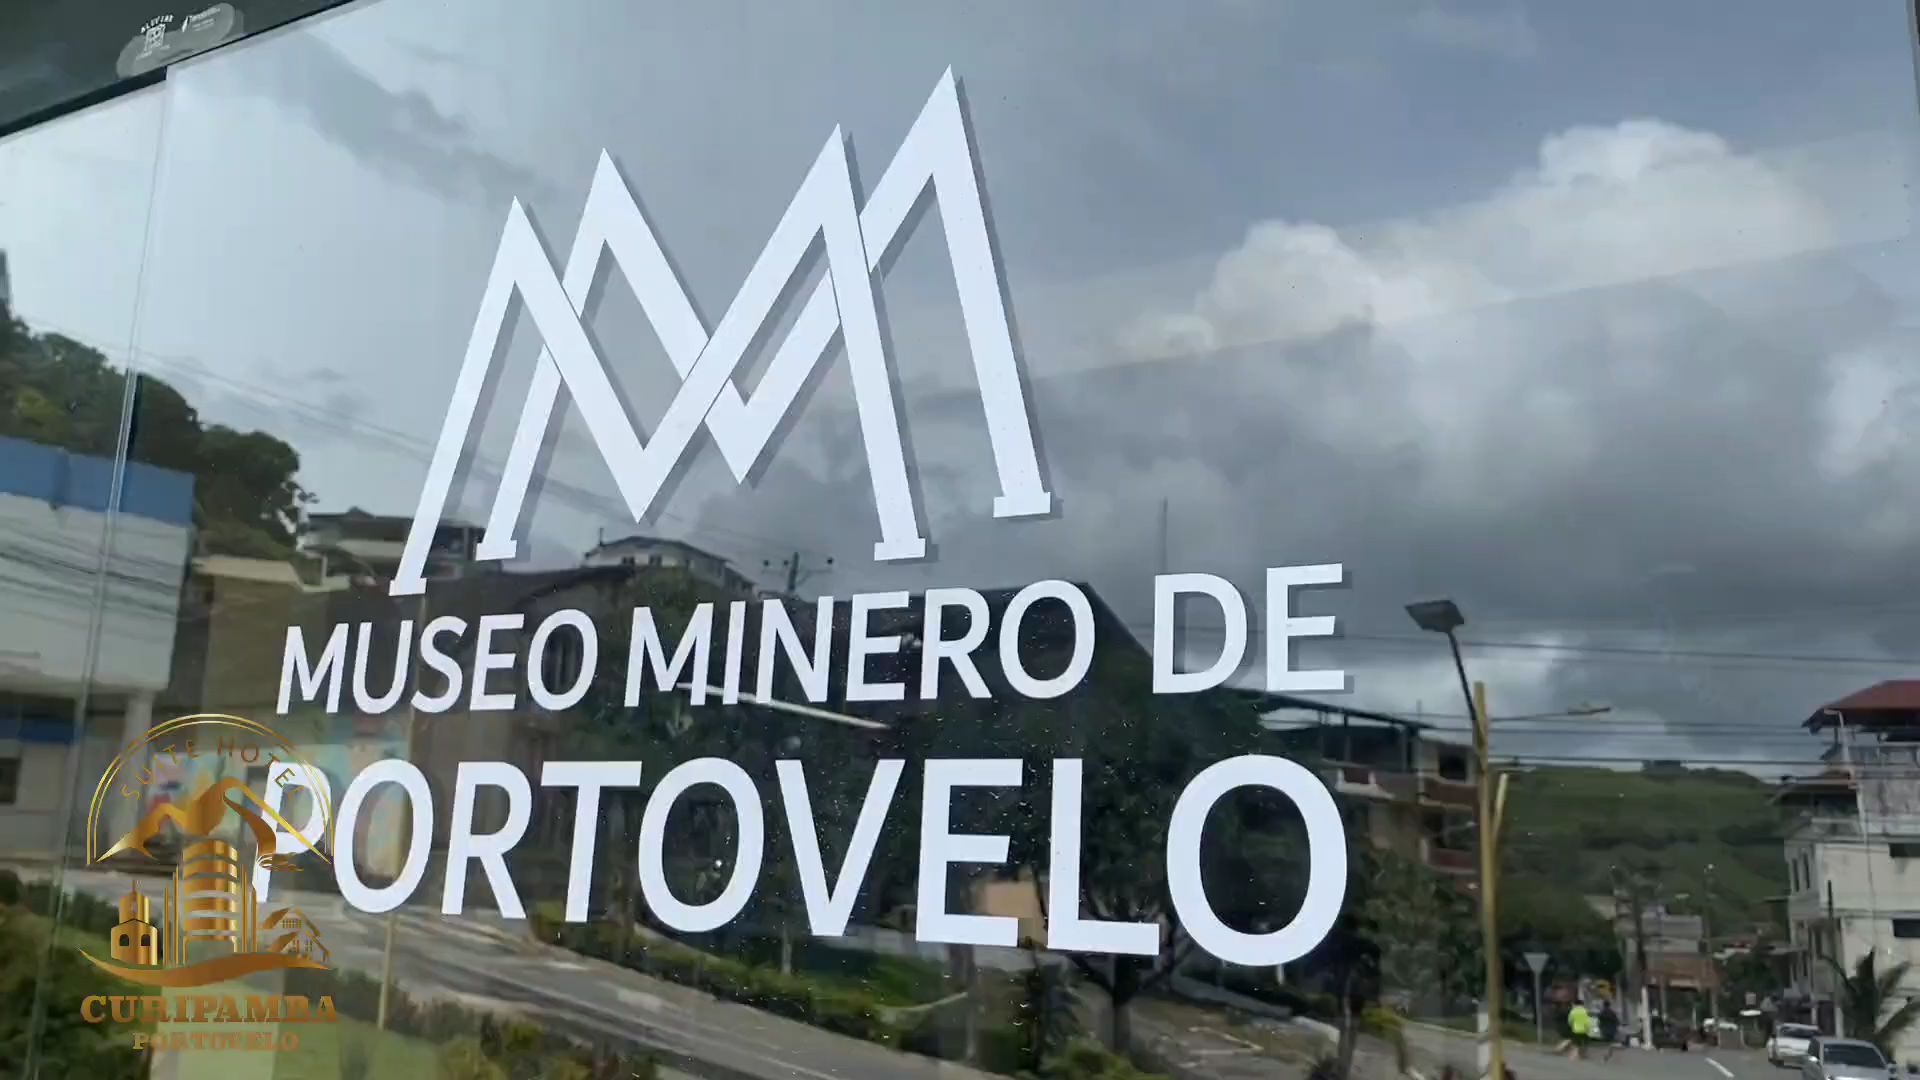 MUSEO MINERO DE
PORTOVELO
SUITE HOTEL
CURIPAMBA
PORTOVELO